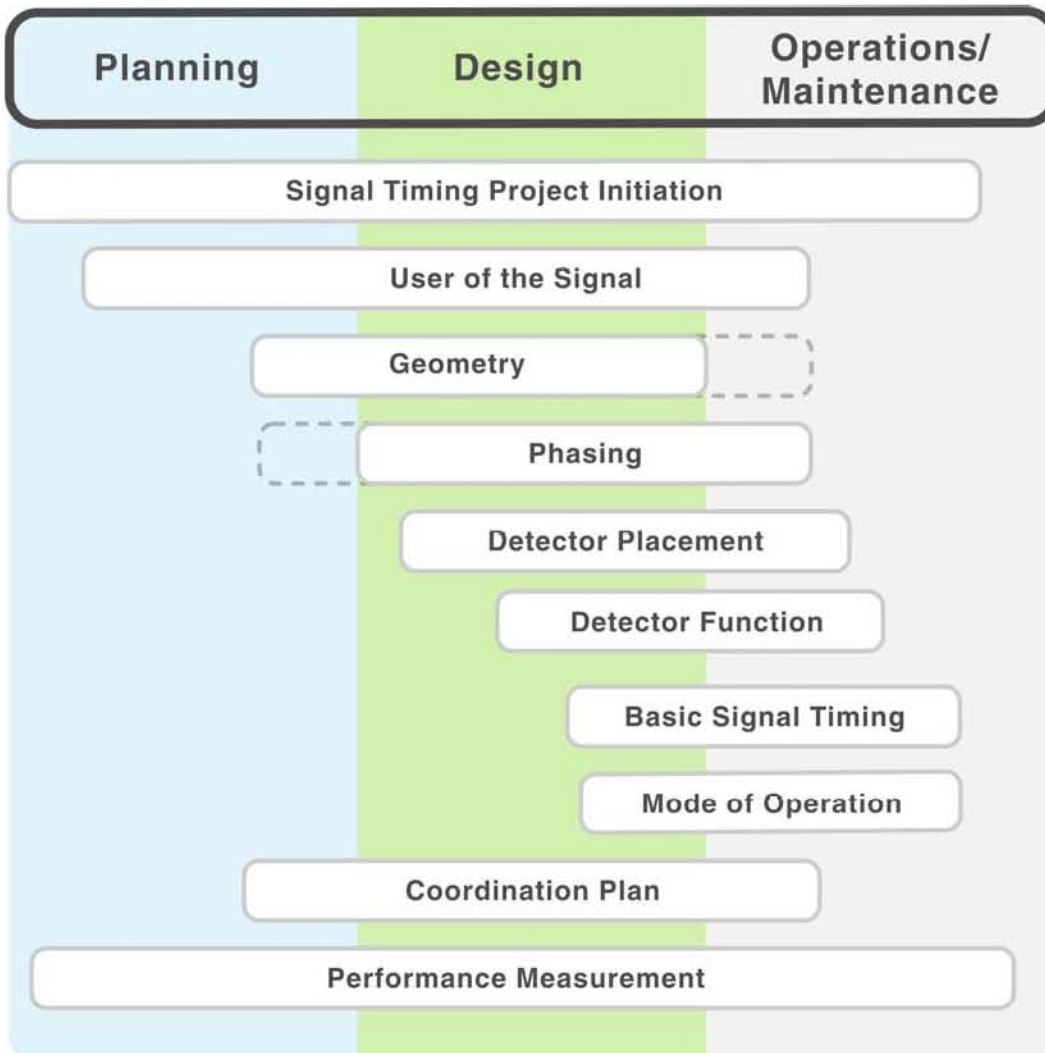 Planning
Design
Operations/
Maintenance
Signal Timing Project Initiation
User of the Signal
Geometry
Phasing
Detector Placement
Detector Function
Basic Signal Timing
Mode of Operation
Coordination Plan
Performance Measurement